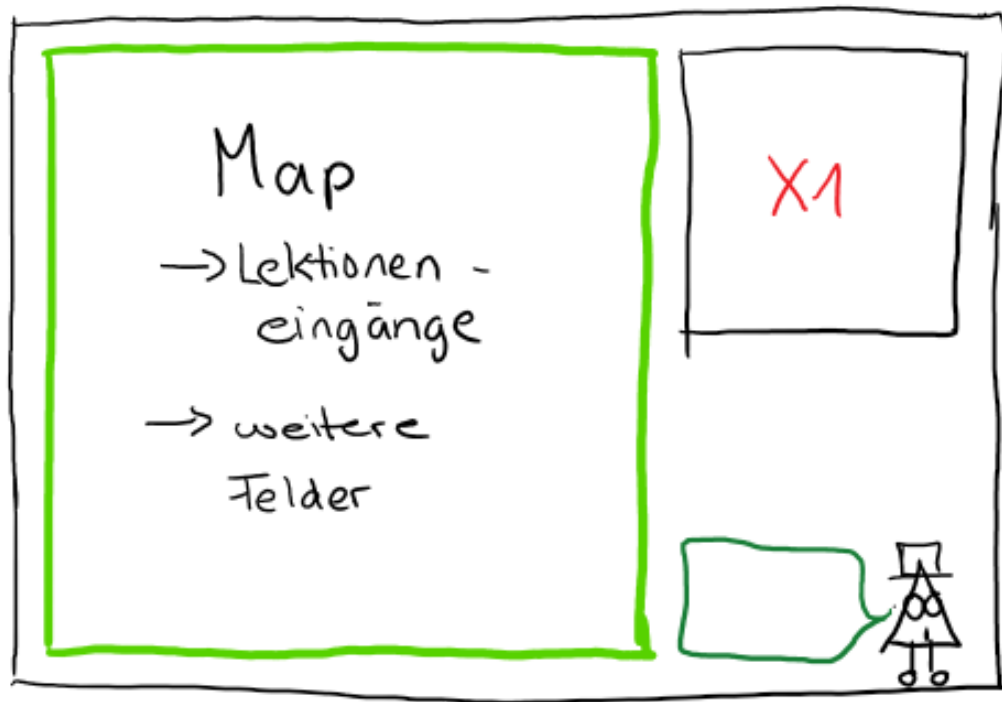 Map
→ Lektionen -
eingänge
→ weitere
Felder
X1